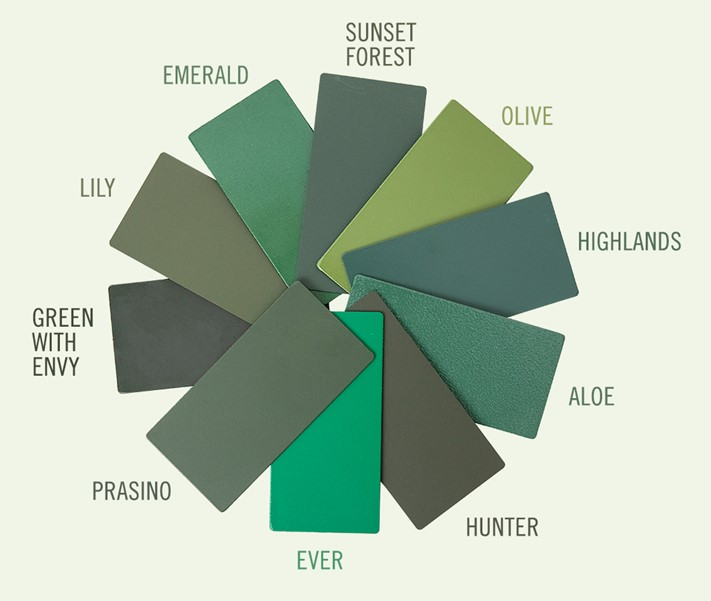 SUNSET
FOREST
EMERALD
OLIVE
LILY
HIGHLANDS
GREEN
WITH
ENVY
ALOE
PRASINO
HUNTER
EVER